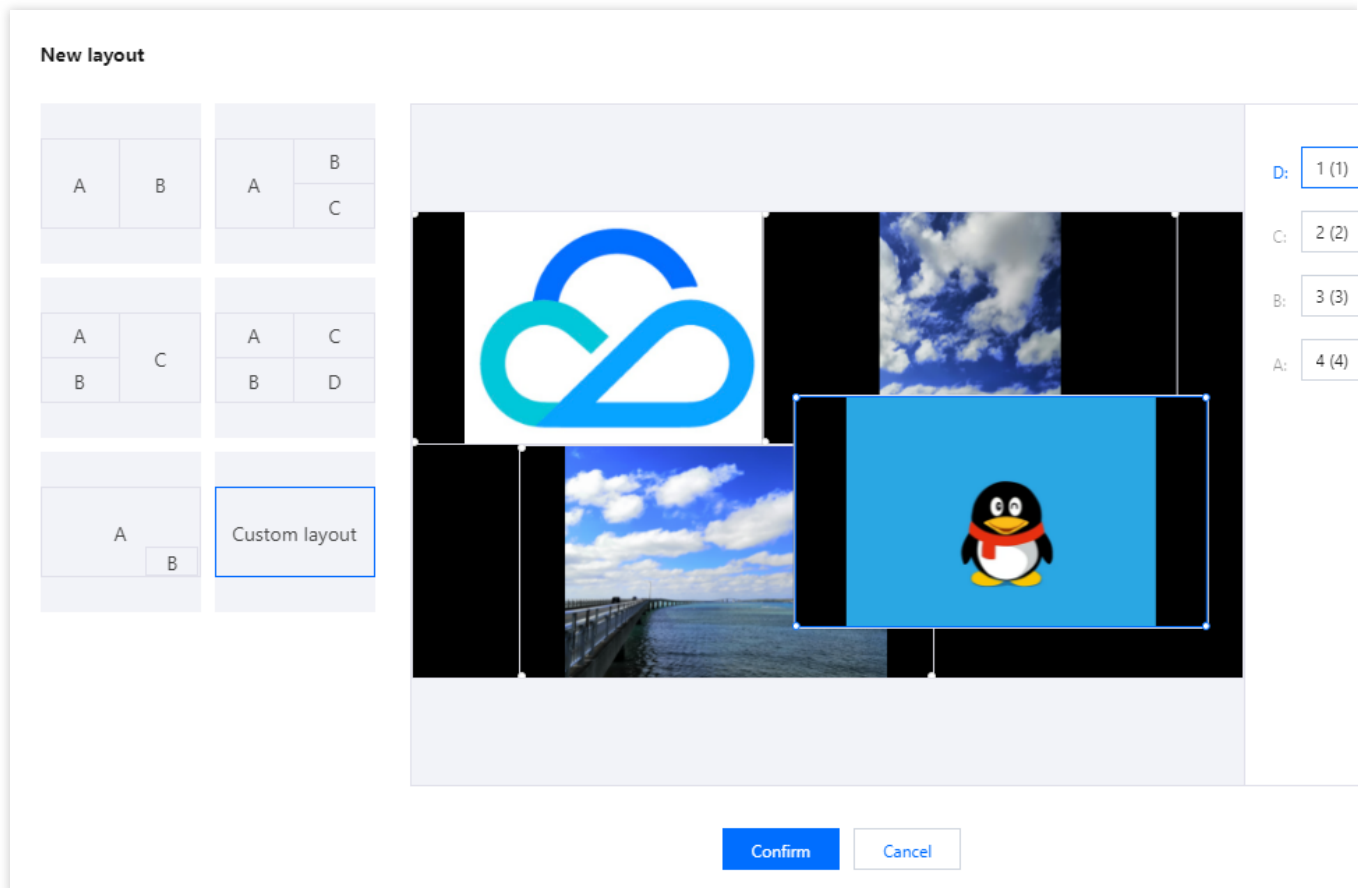 New layout
A B
A B
C
A
B C
A C
B D
A
B
Custom layout
D: 1 (1)
C: 2 (2)
B: 3 (3)
A: 4 (4)
Confirm Cancel